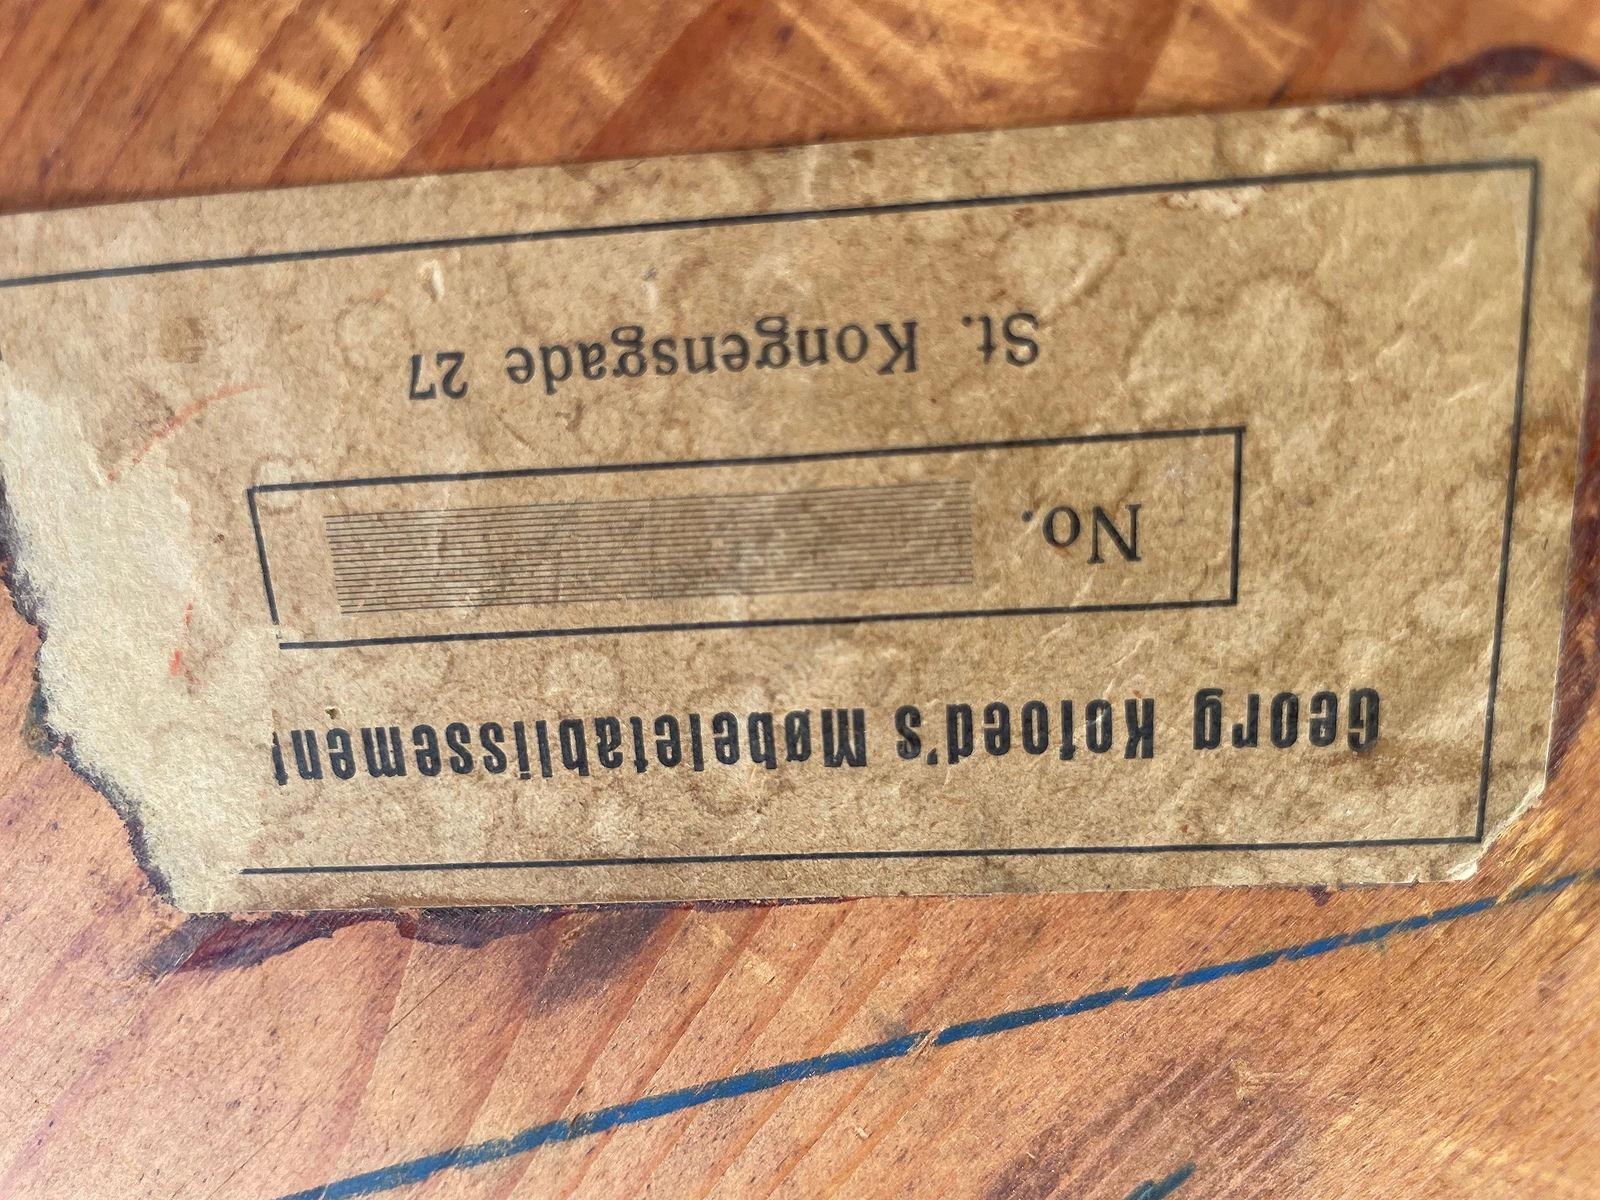 Georg Kofoed's Møbeletablissement
No.
St. Kongensgade 27